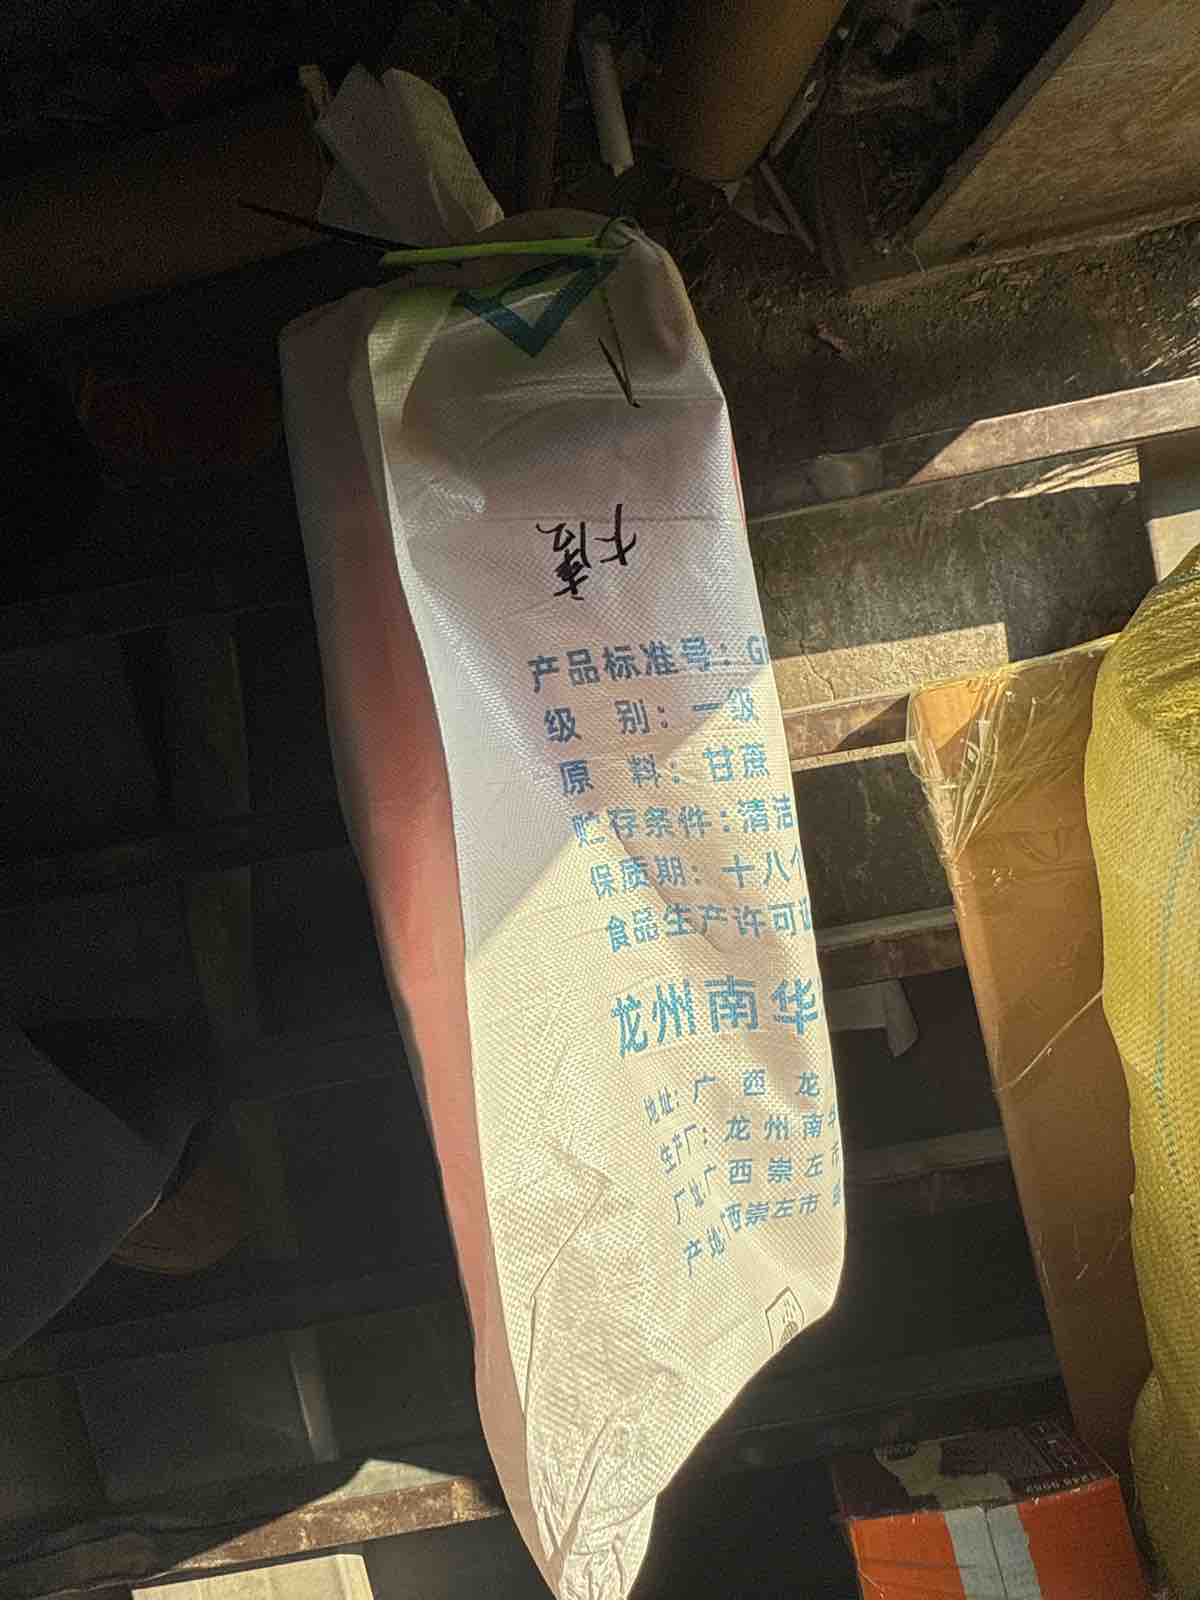 产品标准号：G
级 别：一级
原 料：甘蔗
贮存条件：清洁
保质期：十八个
食品生产许可证
龙州南华
地址：广西龙
生产厂：龙州南华
厂址：广西崇左市
产地：广西崇左市